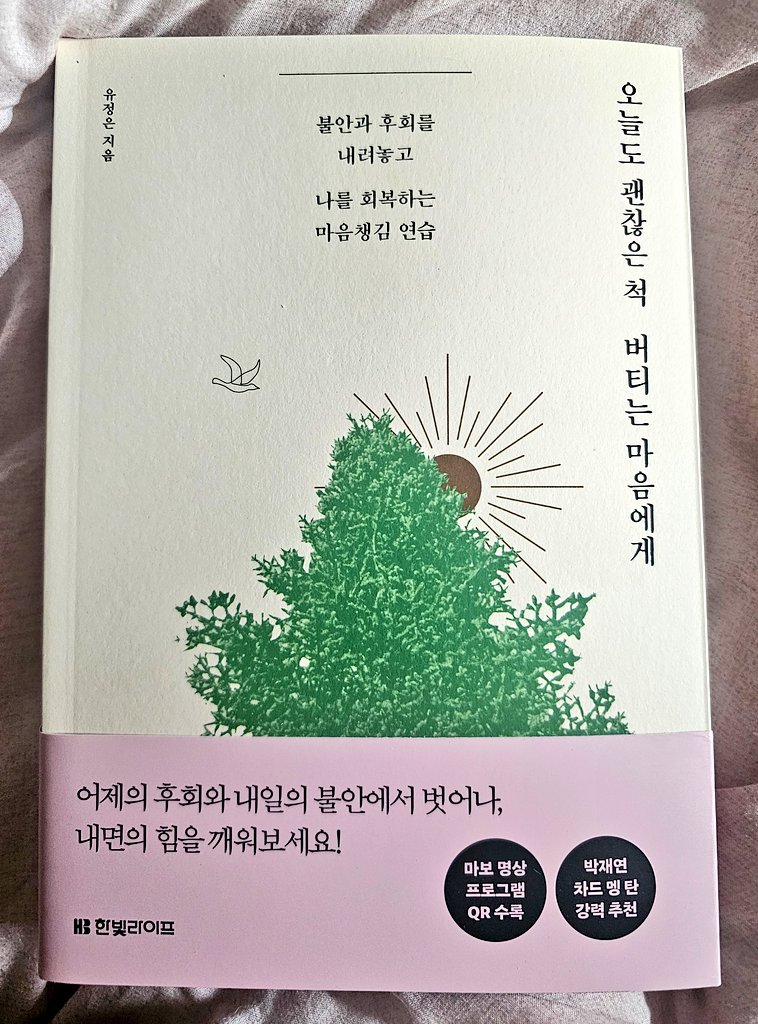 오늘도 괜찮은 척 버티는 마음에게
불안과 후회를
내려놓고
나를 회복하는
마음챙김 연습
유정은 지음
어제의 후회와 내일의 불안에서 벗어나,
내면의 힘을 깨워보세요!
마보 명상
프로그램
QR 수록
박재연
차드 멩 탄
강력 추천
HB 한빛라이프